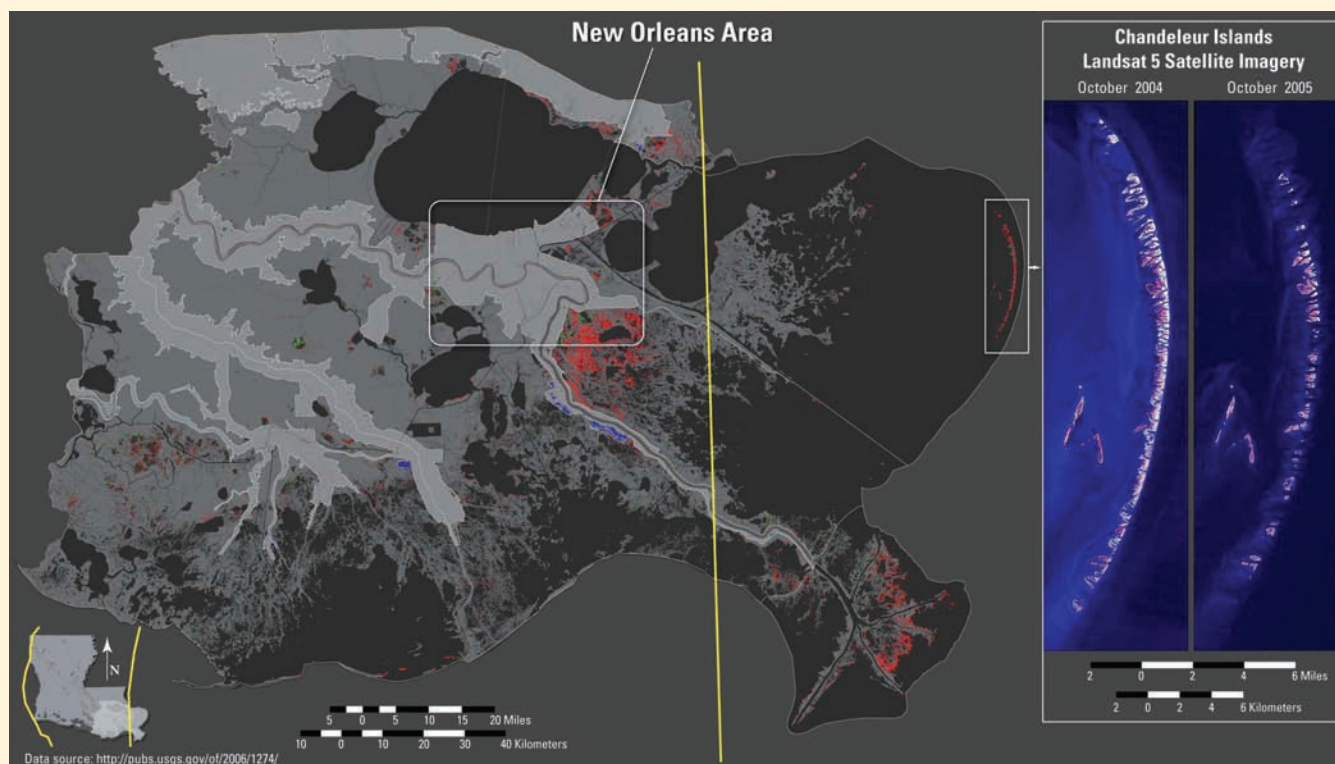 New Orleans Area
Chandeleur Islands
Landsat 5 Satellite Imagery
October 2004 October 2005
N
5 0 5 10 15 20 Miles
10 0 10 20 30 40 Kilometers
2 0 2 4 6 Miles
2 0 2 4 6 Kilometers
Data source: http://pubs.usgs.gov/of/2006/1274/